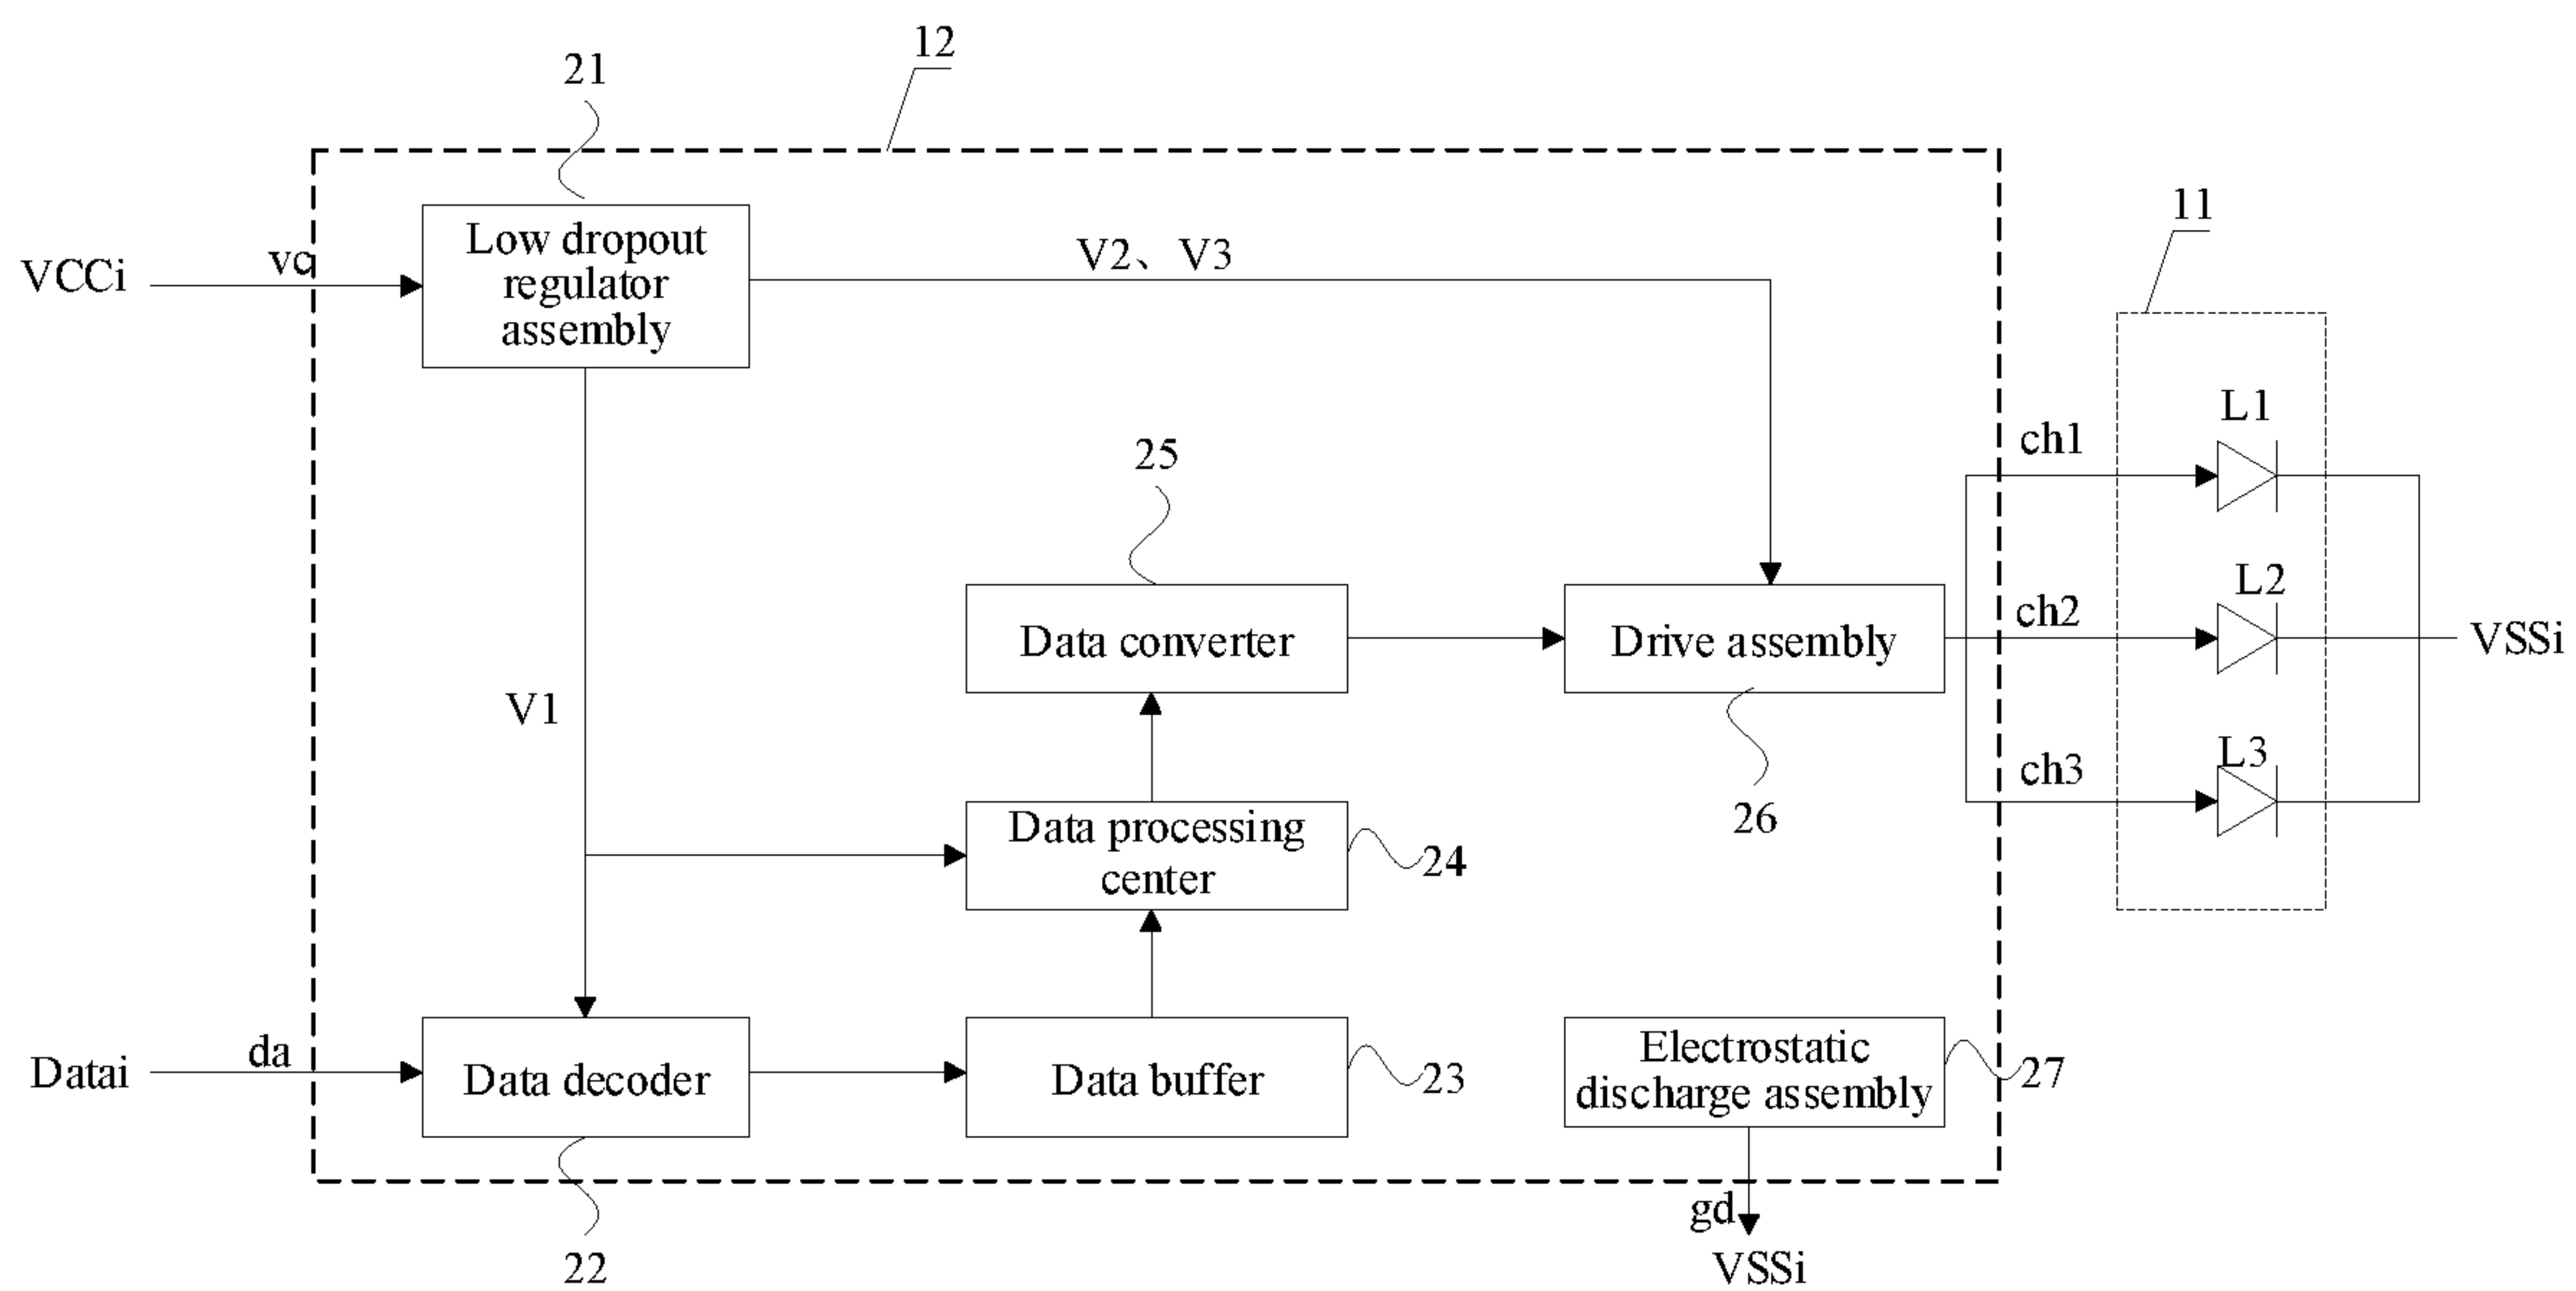 12
21
11
Low dropout
regulator
assembly
VCCi
vc
V2、V3
L1
ch1
25
L2
ch2
Data converter
Drive assembly
VSSi
V1
L3
ch3
26
Data processing
center
24
Datai
da
Data decoder
Data buffer
23
Electrostatic
discharge assembly
27
gd
VSSi
22